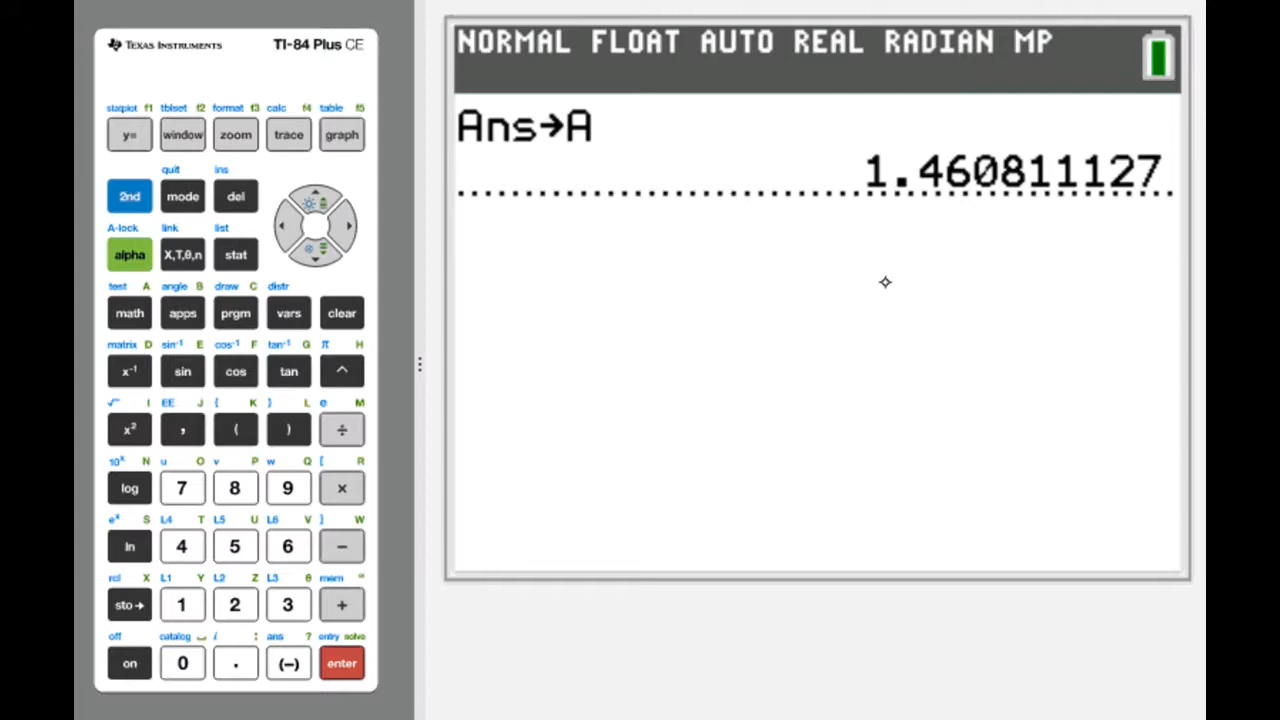 TEXAS INSTRUMENTS TI-84 Plus CE
statplot f1 tblset f2 format f3 calc f4 table f5
y= window zoom trace graph
quit ins
2nd mode del
A-lock link list
alpha X,T,θ,n stat
test A angle B draw C distr
math apps prgm vars clear
matrix D sin⁻¹ E cos⁻¹ F tan⁻¹ G π H
x⁻¹ sin cos tan ^
√ I EE J { K } L e M
x² , ( ) ÷
10ˣ N u O v P w Q [ R
log 7 8 9 ×
eˣ S L4 T L5 U L6 V ] W
ln 4 5 6 −
rcl X L1 Y L2 Z L3 θ mem "
sto→ 1 2 3 +
off catalog ⎵ i : ans ? entry solve
on 0 . (−) enter
NORMAL FLOAT AUTO REAL RADIAN MP
Ans→A
1.460811127